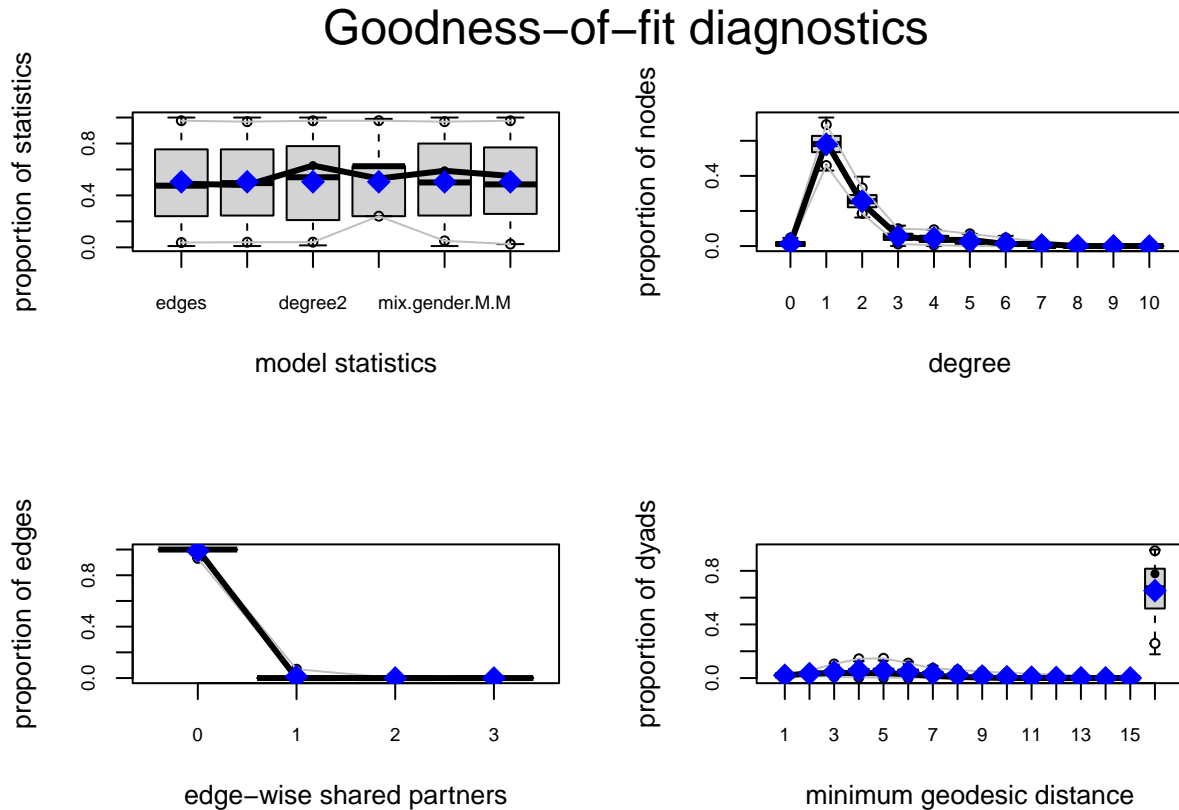 Goodness−of−fit diagnostics
proportion of statistics
0.0 0.4 0.8
edges degree2 mix.gender.M.M
model statistics
proportion of nodes
0.0 0.4
0 1 2 3 4 5 6 7 8 9 10
degree
proportion of edges
0.0 0.4 0.8
0 1 2 3
edge−wise shared partners
proportion of dyads
0.0 0.4 0.8
1 3 5 7 9 11 13 15
minimum geodesic distance